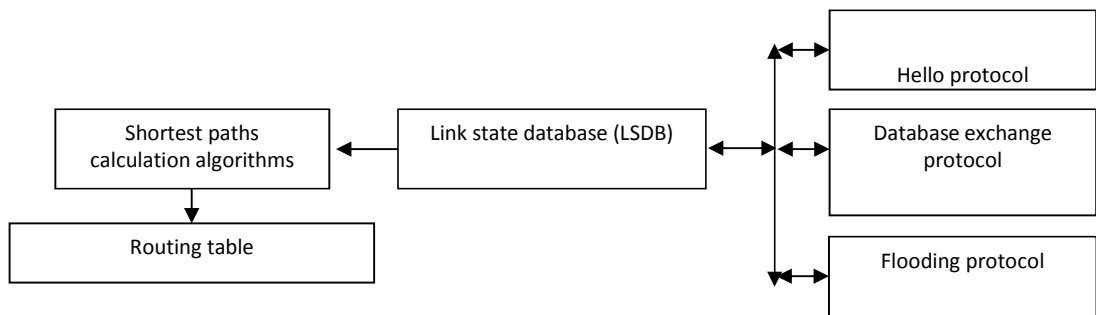 Hello protocol
Shortest paths
calculation algorithms
Link state database (LSDB)
Database exchange
protocol
Routing table
Flooding protocol